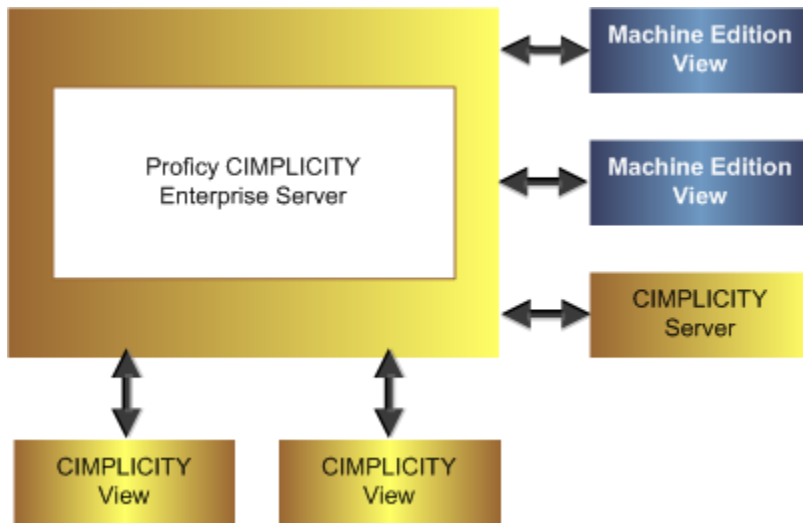 Machine Edition
View
Proficy CIMPLICITY
Enterprise Server
Machine Edition
View
CIMPLICITY
Server
CIMPLICITY
View
CIMPLICITY
View